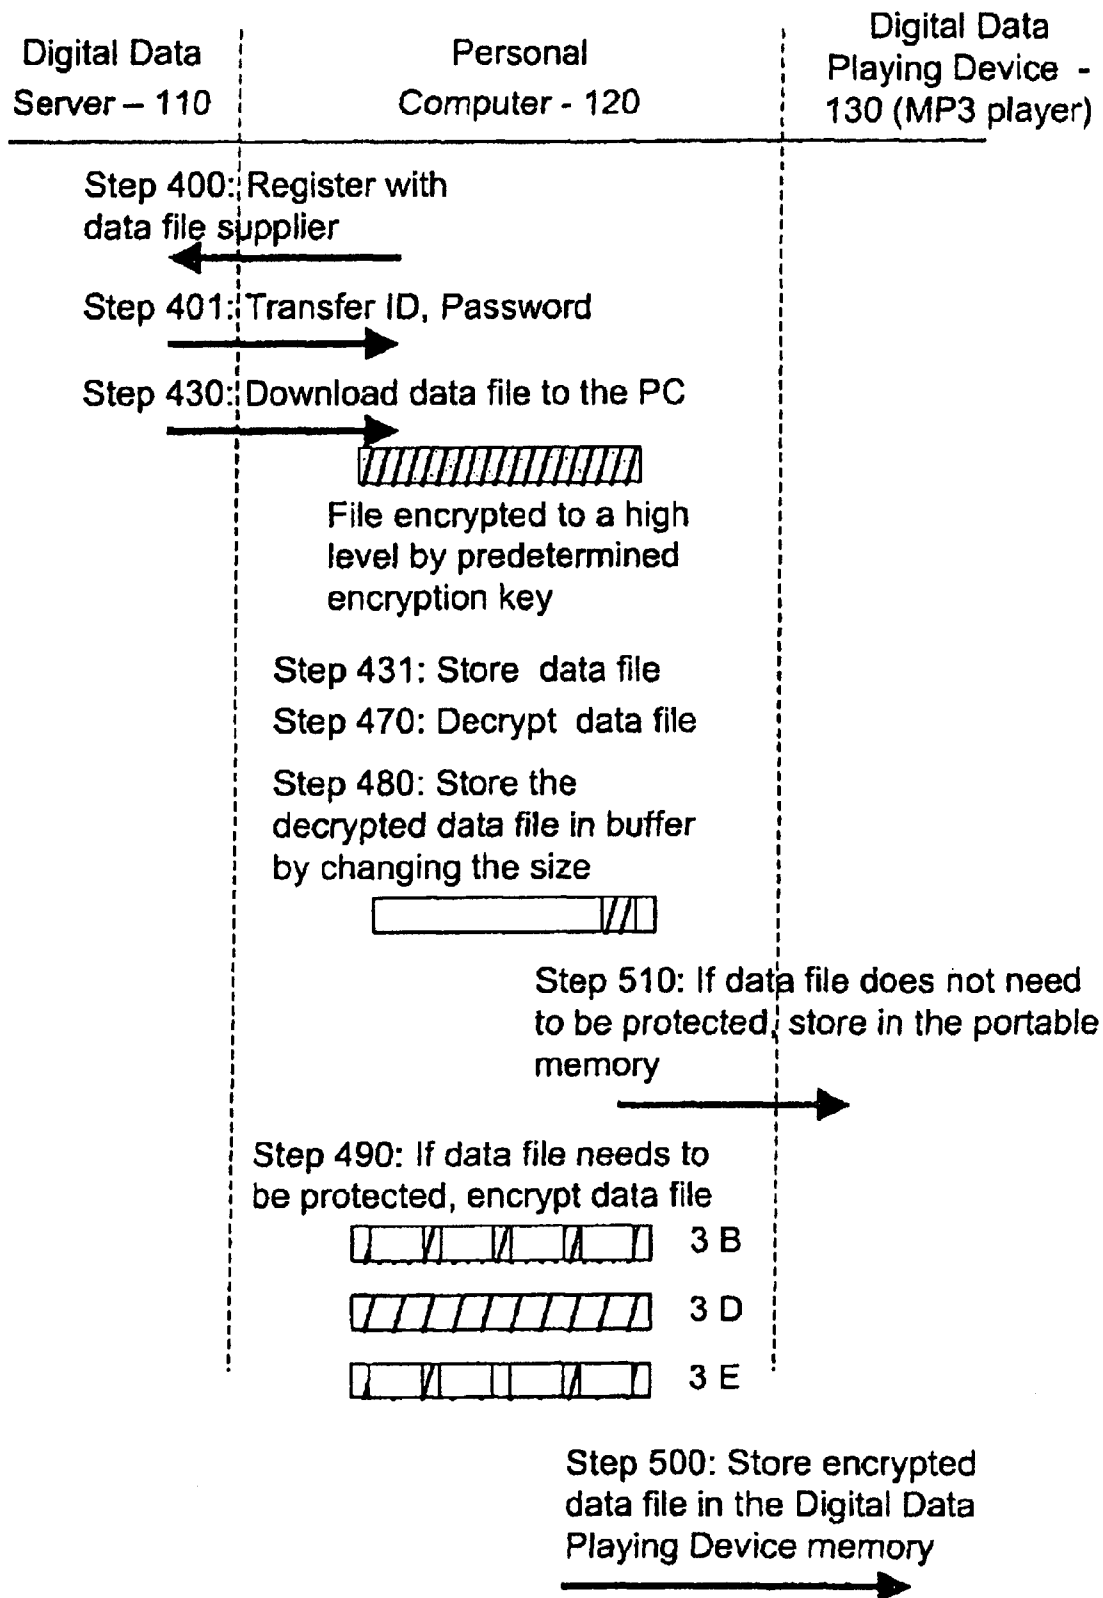 Digital Data
Server – 110
Personal
Computer - 120
Digital Data
Playing Device -
130 (MP3 player)
Step 400: Register with
data file supplier
Step 401: Transfer ID, Password
Step 430: Download data file to the PC
File encrypted to a high
level by predetermined
encryption key
Step 431: Store data file
Step 470: Decrypt data file
Step 480: Store the
decrypted data file in buffer
by changing the size
Step 510: If data file does not need
to be protected, store in the portable
memory
Step 490: If data file needs to
be protected, encrypt data file
3 B
3 D
3 E
Step 500: Store encrypted
data file in the Digital Data
Playing Device memory